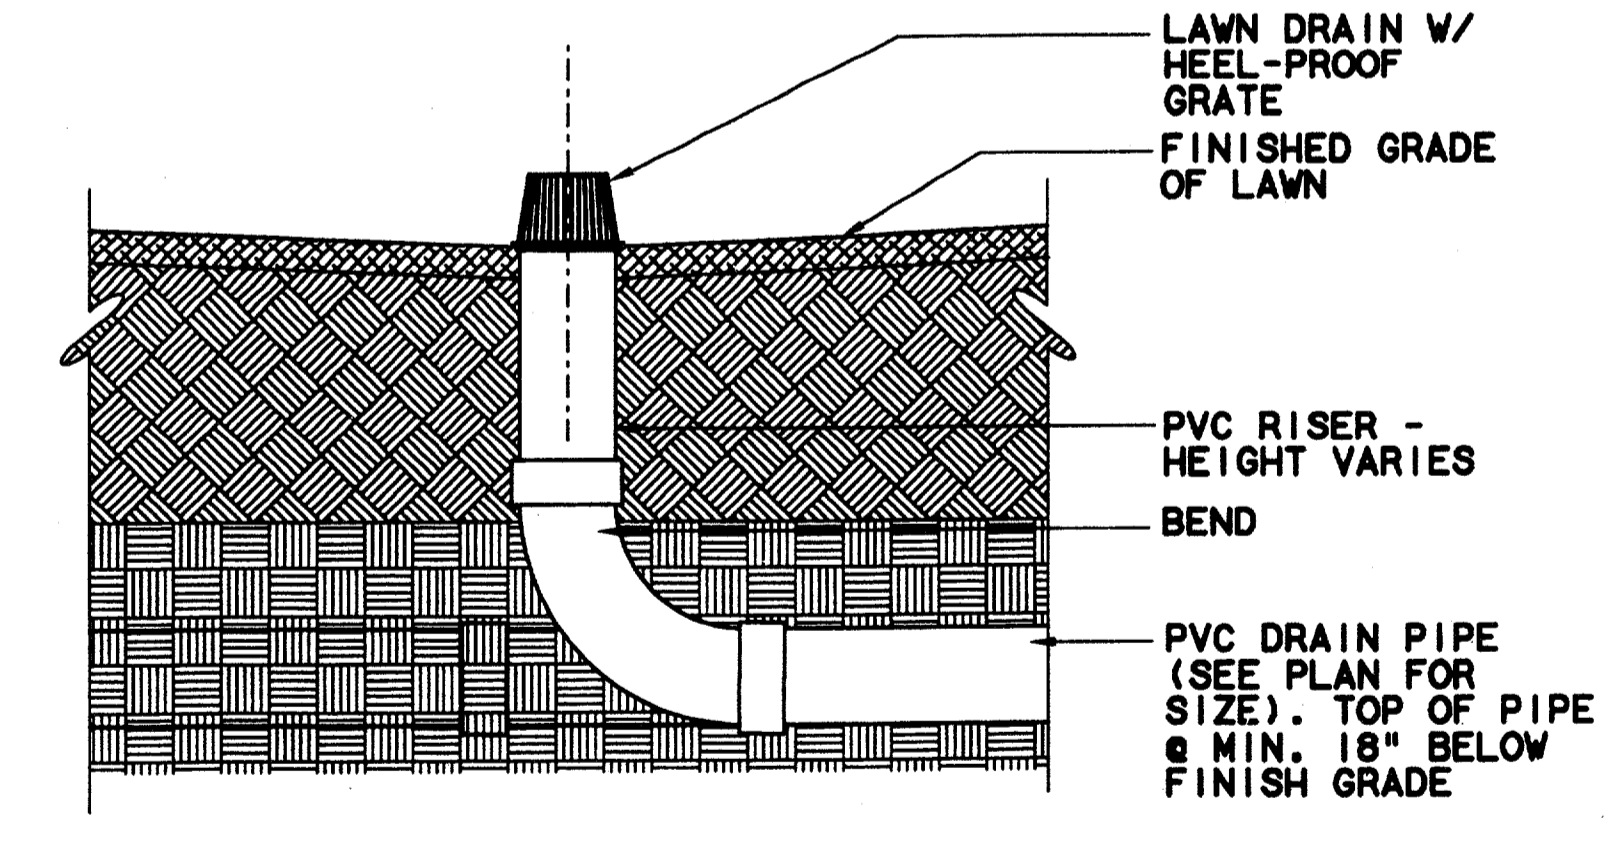 LAWN DRAIN W/
HEEL-PROOF
GRATE
FINISHED GRADE
OF LAWN
PVC RISER -
HEIGHT VARIES
BEND
PVC DRAIN PIPE
(SEE PLAN FOR
SIZE). TOP OF PIPE
@ MIN. 18" BELOW
FINISH GRADE